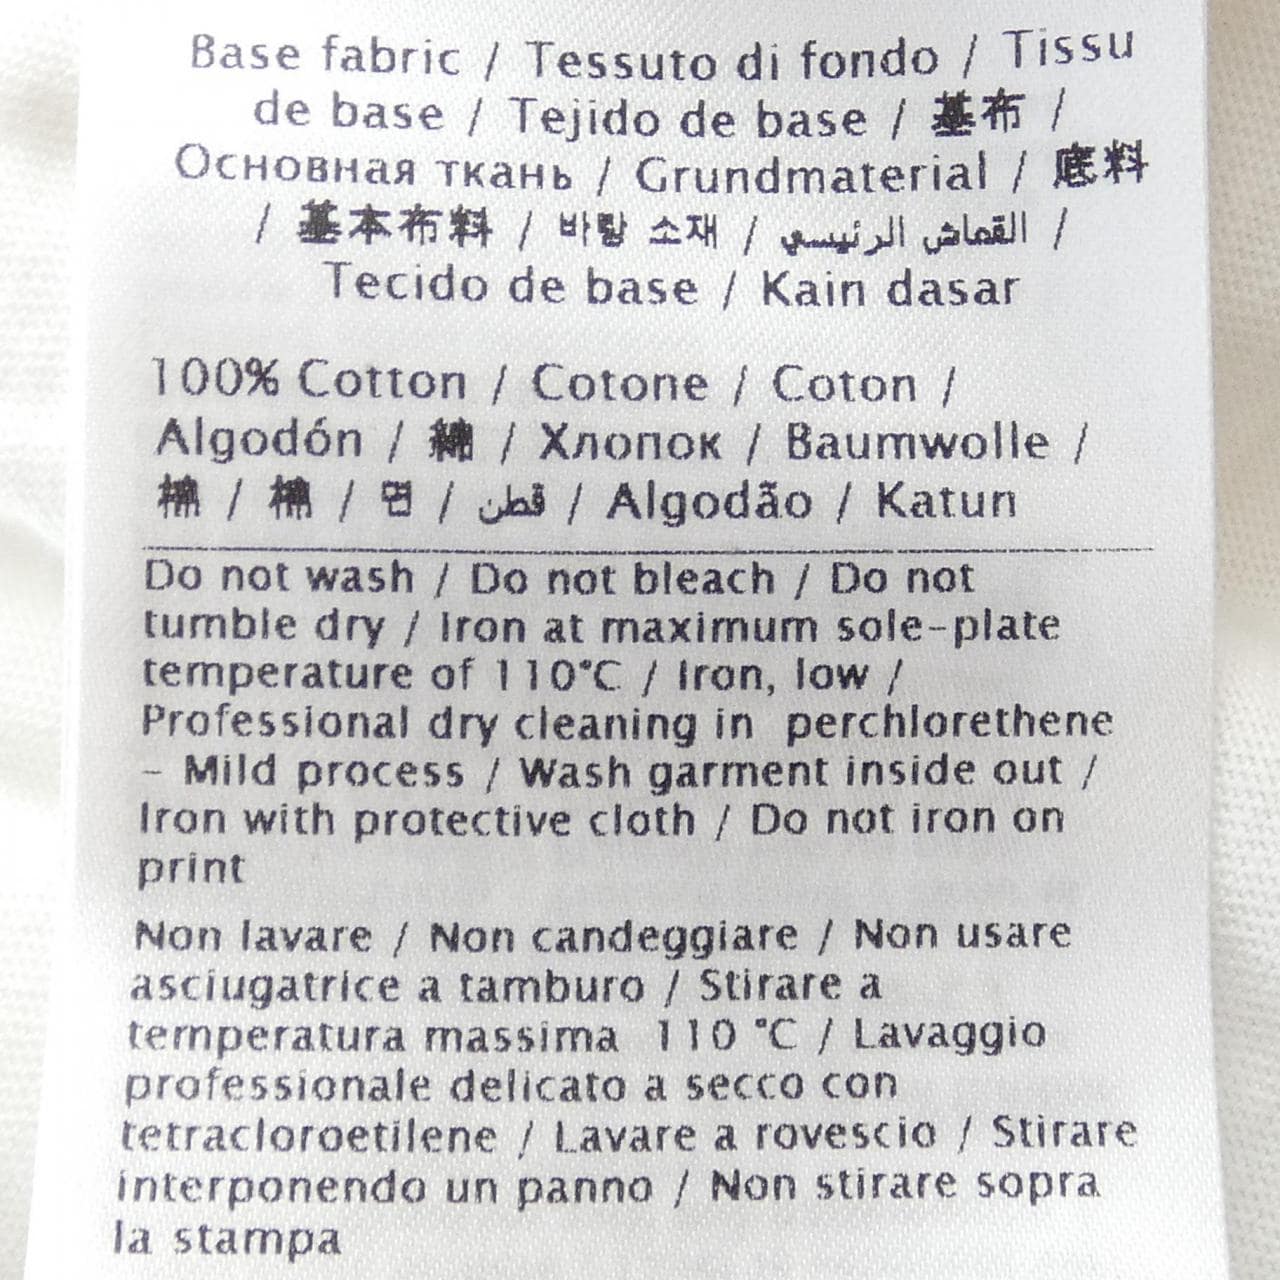 Base fabric / Tessuto di fondo / Tissu
de base / Tejido de base / 基布 /
Основная ткань / Grundmaterial / 底料
/ 基本布料 / 바탕 소재 / القماش الرئيسي /
Tecido de base / Kain dasar
100% Cotton / Cotone / Coton /
Algodón / 綿 / Хлопок / Baumwolle /
棉 / 棉 / 면 / قطن / Algodão / Katun
Do not wash / Do not bleach / Do not
tumble dry / Iron at maximum sole-plate
temperature of 110°C / Iron, low /
Professional dry cleaning in perchlorethene
- Mild process / Wash garment inside out /
Iron with protective cloth / Do not iron on
print
Non lavare / Non candeggiare / Non usare
asciugatrice a tamburo / Stirare a
temperatura massima 110 °C / Lavaggio
professionale delicato a secco con
tetracloroetilene / Lavare a rovescio / Stirare
interponendo un panno / Non stirare sopra
la stampa